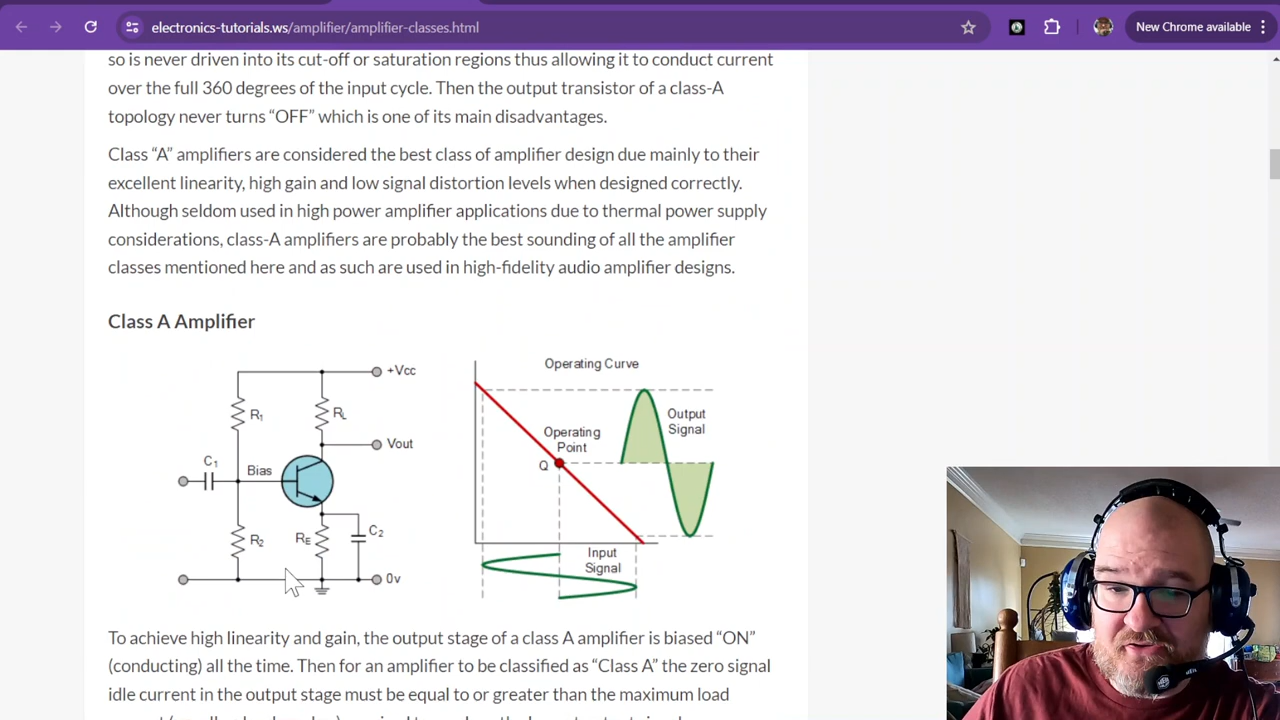 electronics-tutorials.ws/amplifier/amplifier-classes.html
New Chrome available
so is never driven into its cut-off or saturation regions thus allowing it to conduct current
over the full 360 degrees of the input cycle. Then the output transistor of a class-A
topology never turns “OFF” which is one of its main disadvantages.
Class “A” amplifiers are considered the best class of amplifier design due mainly to their
excellent linearity, high gain and low signal distortion levels when designed correctly.
Although seldom used in high power amplifier applications due to thermal power supply
considerations, class-A amplifiers are probably the best sounding of all the amplifier
classes mentioned here and as such are used in high-fidelity audio amplifier designs.
Class A Amplifier
+Vcc
R1
RL
Vout
C1
Bias
R2
RE
C2
0v
Operating Curve
Output
Signal
Operating
Point
Q
Input
Signal
To achieve high linearity and gain, the output stage of a class A amplifier is biased “ON”
(conducting) all the time. Then for an amplifier to be classified as “Class A” the zero signal
idle current in the output stage must be equal to or greater than the maximum load